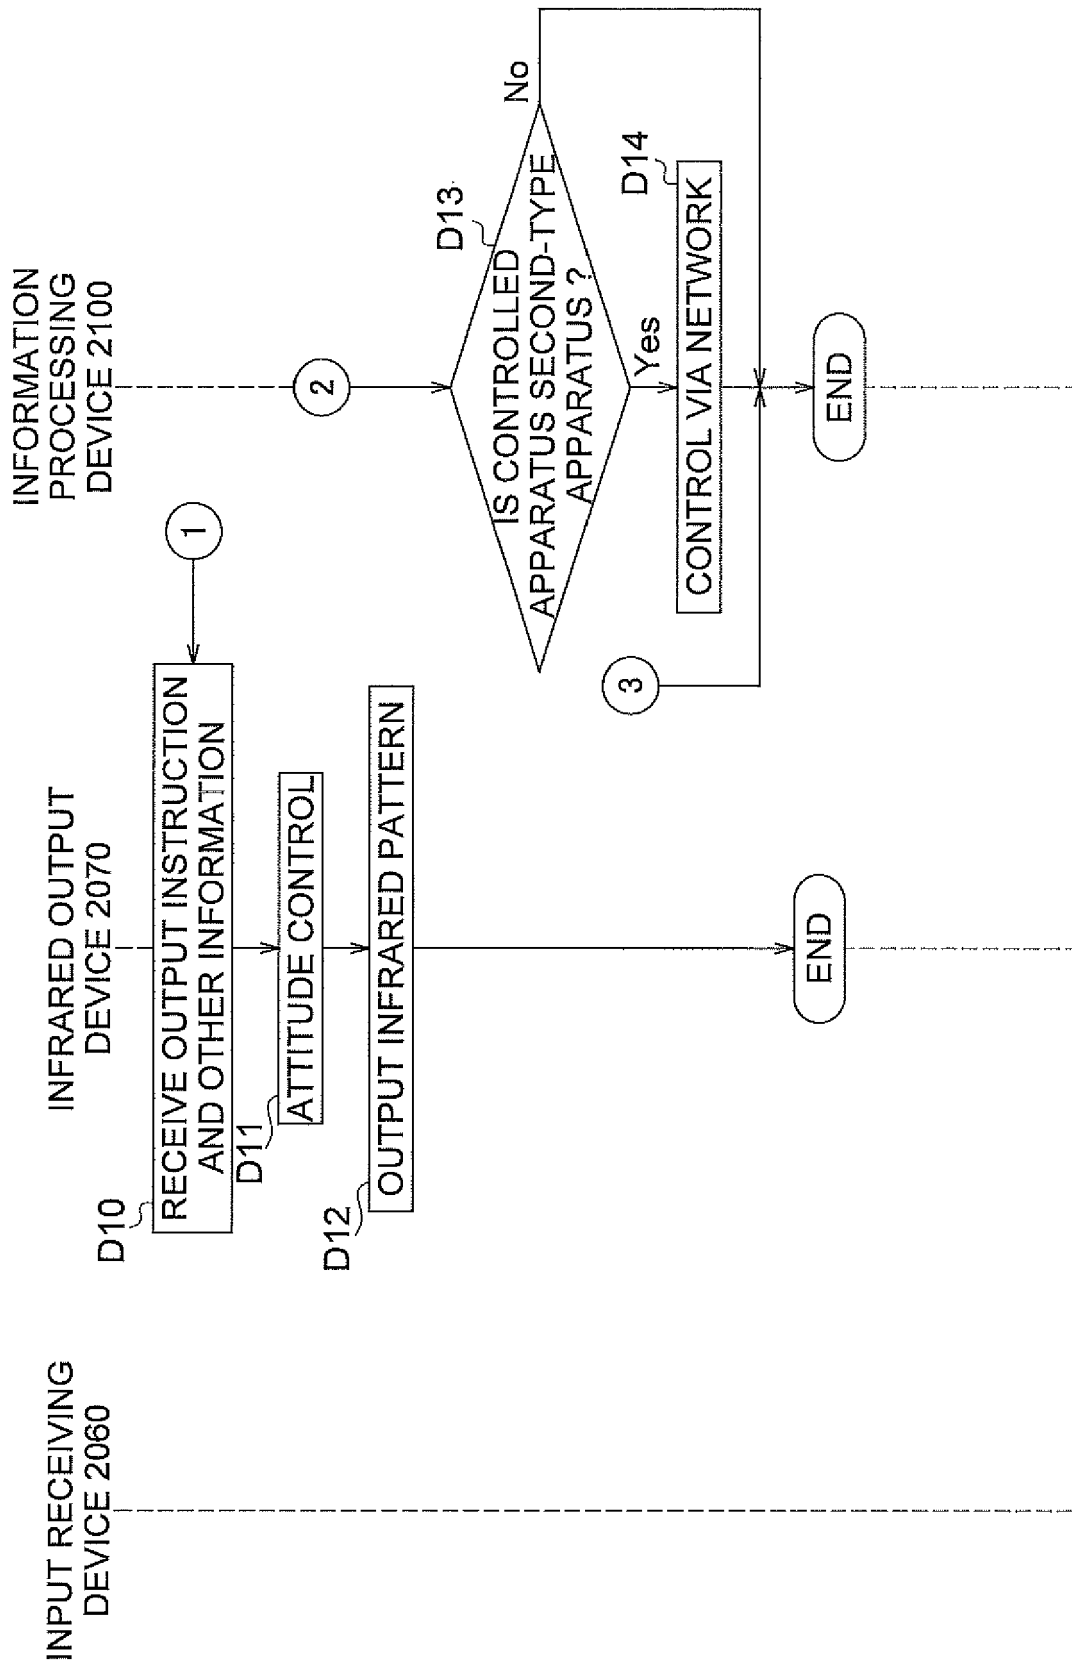 INPUT RECEIVING
DEVICE 2060
INFRARED OUTPUT
DEVICE 2070
INFORMATION
PROCESSING
DEVICE 2100
D10
RECEIVE OUTPUT INSTRUCTION
AND OTHER INFORMATION
1
D11
ATTITUDE CONTROL
D12
OUTPUT INFRARED PATTERN
END
2
D13
IS CONTROLLED
APPARATUS SECOND-TYPE
APPARATUS ?
No
Yes
D14
CONTROL VIA NETWORK
3
END